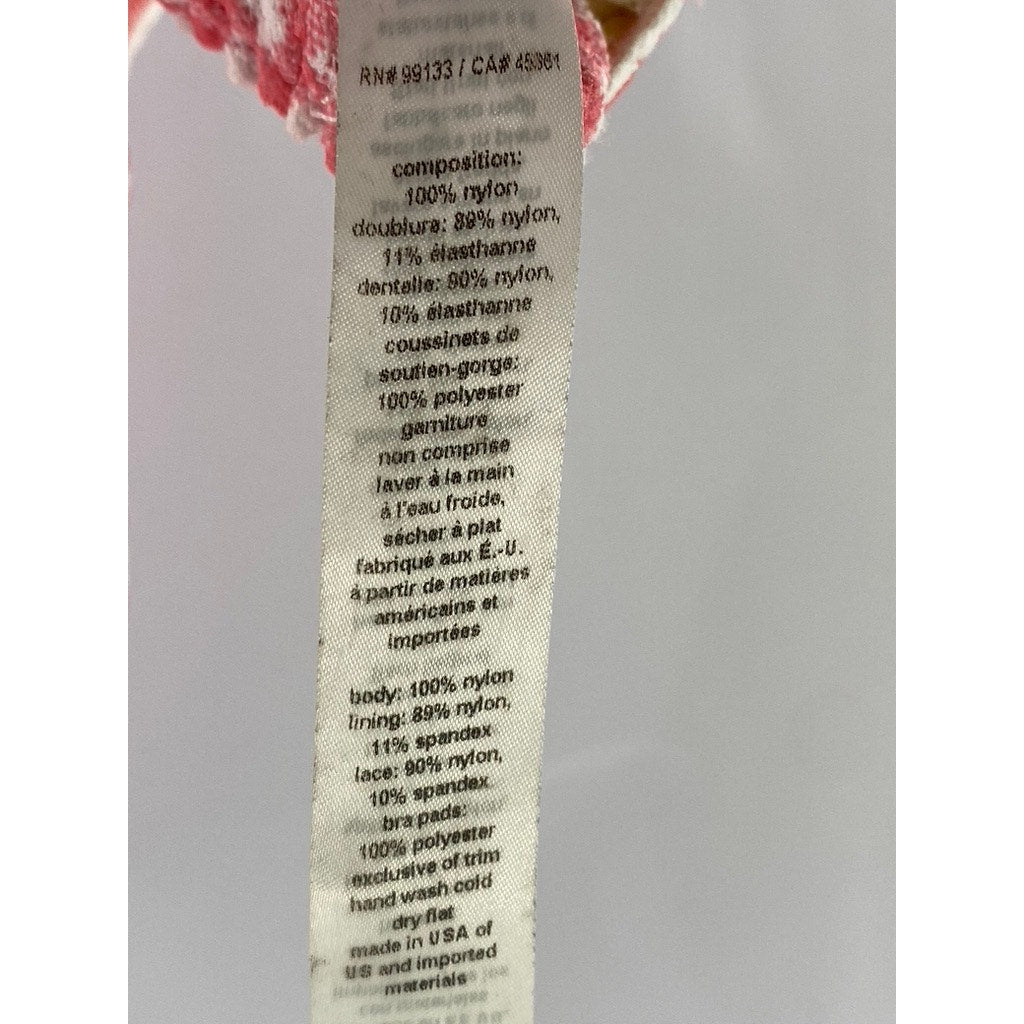 RN# 99133 / CA# 45361
composition:
100% nylon
doublure: 89% nylon,
11% élasthanne
dentelle: 90% nylon,
10% élasthanne
coussinets de
soutien-gorge:
100% polyester
garniture
non comprise
laver à la main
à l'eau froide,
sécher à plat
fabriqué aux É.-U.
à partir de matières
américains et
importées
body: 100% nylon
lining: 89% nylon,
11% spandex
lace: 90% nylon,
10% spandex
bra pads:
100% polyester
exclusive of trim
hand wash cold
dry flat
made in USA of
US and imported
materials